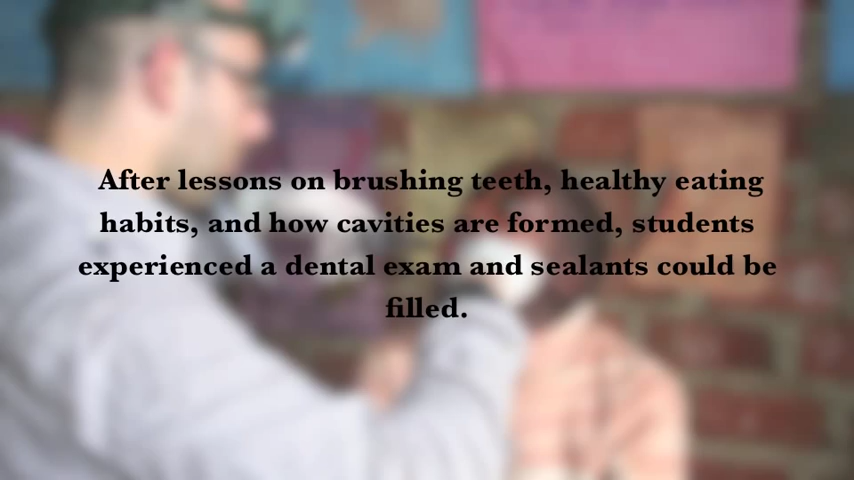 After lessons on brushing teeth, healthy eating
habits, and how cavities are formed, students
experienced a dental exam and sealants could be
filled.